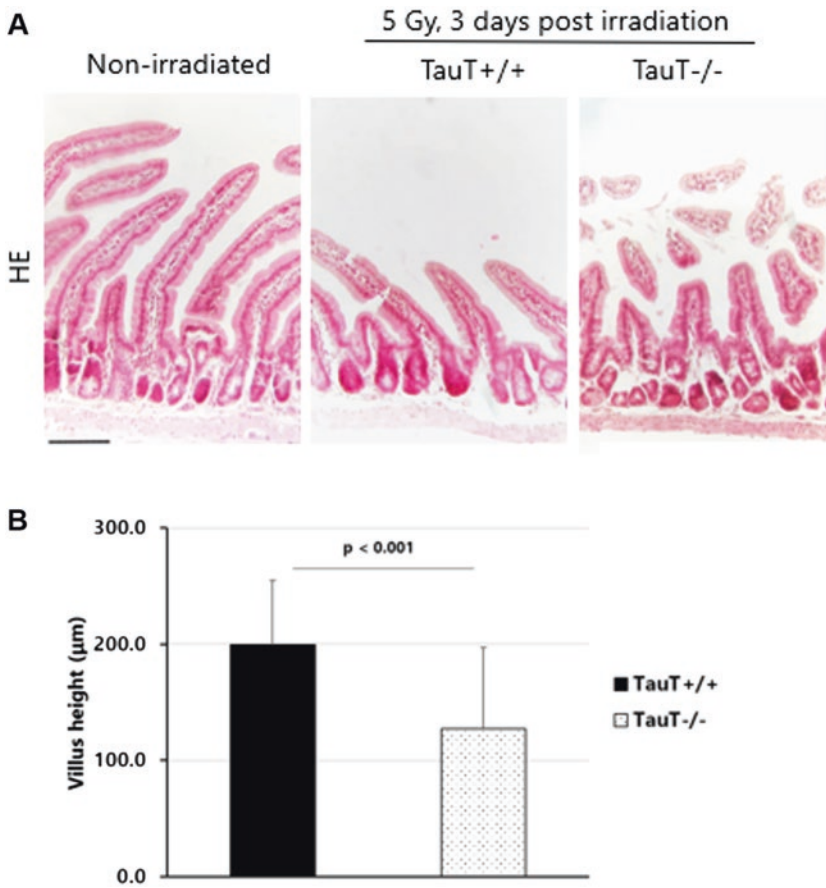 A
5 Gy, 3 days post irradiation
Non-irradiated
TauT+/+
TauT-/-
HE
B
300.0
200.0
100.0
0.0
Villus height (μm)
p < 0.001
TauT+/+
TauT-/-